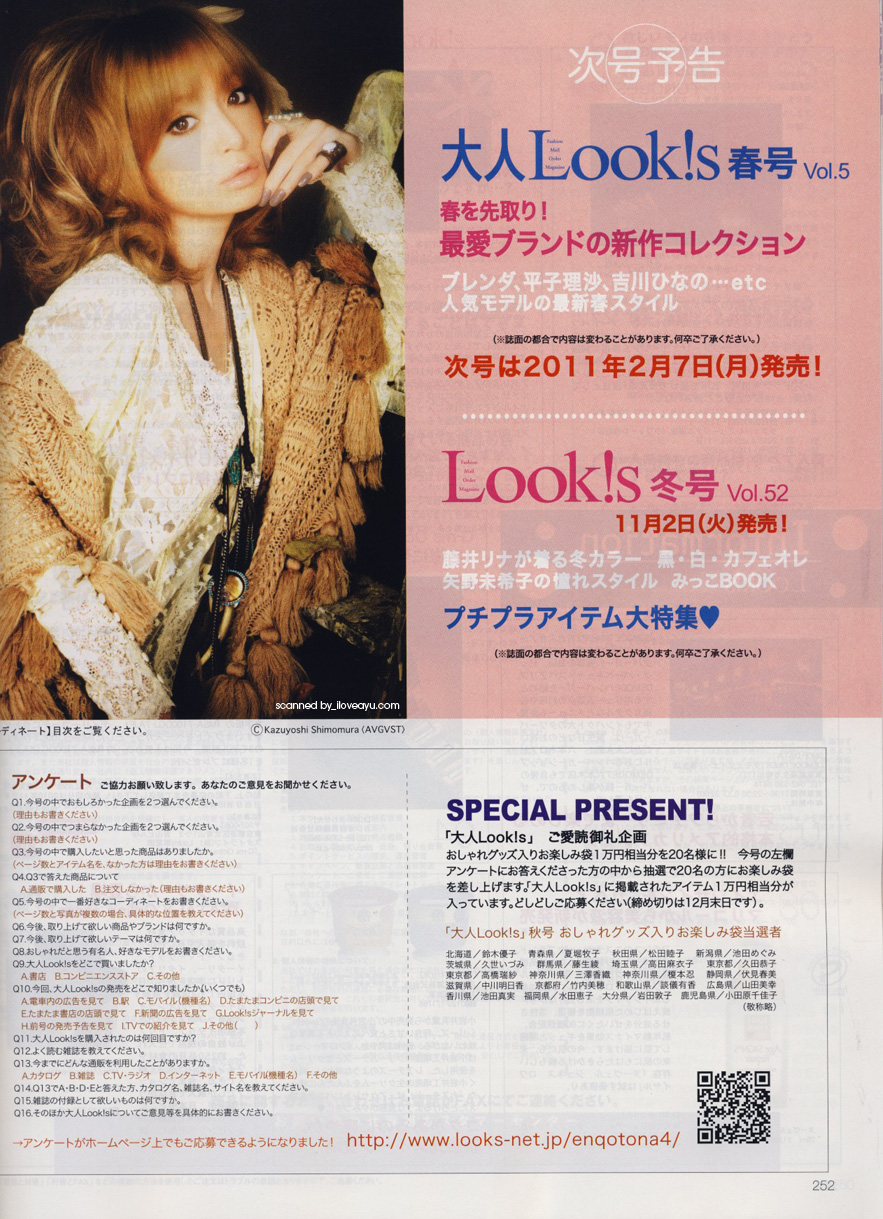 次号予告
大人Look!s 春号 Vol.5
Fashion
Mail
Order
Magazine
春を先取り!
最愛ブランドの新作コレクション
ブレンダ、平子理沙、吉川ひなの…etc
人気モデルの最新春スタイル
(※誌面の都合で内容は変わることがあります。何卒ご了承ください。)
次号は2011年2月7日(月)発売!
Look!s 冬号 Vol.52
Fashion
Mail
Order
Magazine
11月2日(火)発売!
藤井リナが着る冬カラー 黒・白・カフェオレ
矢野未希子の憧れスタイル みっこBOOK
プチプラアイテム大特集♥
(※誌面の都合で内容は変わることがあります。何卒ご了承ください。)
scanned by_iloveayu.com
ーディネート】目次をご覧ください。
©Kazuyoshi Shimomura〈AVGVST〉
アンケート ご協力お願い致します。あなたのご意見をお聞かせください。
Q1.今号の中でおもしろかった企画を2つ選んでください。
(理由もお書きください)
Q2.今号の中でつまらなかった企画を2つ選んでください。
(理由もお書きください)
Q3.今号の中で購入したいと思った商品はありましたか。
(ページ数とアイテム名を、なかった方は理由をお書きください)
Q4.Q3で答えた商品について
A.通販で購入した B.注文しなかった(理由もお書きください)
Q5.今号の中で一番好きなコーディネートをお書きください。
(ページ数と写真が複数の場合、具体的な位置を教えてください)
Q6.今後、取り上げて欲しい商品やブランドは何ですか。
Q7.今後、取り上げて欲しいテーマは何ですか。
Q8.おしゃれだと思う有名人、好きなモデルをお書きください。
Q9.大人Look!sをどこで買いましたか?
A.書店 B.コンビニエンスストア C.その他
Q10.今回、大人Look!sの発売をどこで知りましたか?(いくつでも)
A.電車内の広告を見て B.駅 C.モバイル(機種名) D.たまたまコンビニの店頭で見て
E.たまたま書店の店頭で見て F.新聞の広告を見て G.Look!sジャーナルを見て
H.前号の発売予告を見て I.TVでの紹介を見て J.その他( )
Q11.大人Look!sを購入されたのは何回目ですか?
Q12.よく読む雑誌を教えてください。
Q13.今までにどんな通販を利用したことがありますか。
A.カタログ B.雑誌 C.TV・ラジオ D.インターネット E.モバイル(機種名) F.その他
Q14.Q13でA・B・D・Eと答えた方、カタログ名、雑誌名、サイト名を教えてください。
Q15.雑誌の付録として欲しいものは何ですか。
Q16.そのほか大人Look!sについてご意見等を具体的にお書きください。
→アンケートがホームページ上でもご応募できるようになりました! http://www.looks-net.jp/enqotona4/
SPECIAL PRESENT!
「大人Look!s」 ご愛読御礼企画
おしゃれグッズ入りお楽しみ袋1万円相当分を20名様に!! 今号の左欄
アンケートにお答えくださった方の中から抽選で20名の方にお楽しみ袋
を差し上げます。「大人Look!s」に掲載されたアイテム1万円相当分が
入っています。どしどしご応募ください(締め切りは12月末日です)。
「大人Look!s」秋号 おしゃれグッズ入りお楽しみ袋当選者
北海道/鈴木優子 青森県/夏堀牧子 秋田県/松田睦子 新潟県/池田めぐみ
茨城県/久世いづみ 群馬県/藤生綾 埼玉県/高田麻衣子 東京都/久田恭子
東京都/高橋瑞紗 神奈川県/三澤香織 神奈川県/榎本忍 静岡県/伏見春美
滋賀県/中川明日香 京都府/竹内美穂 和歌山県/談儀有香 広島県/山田美幸
香川県/池田真実 福岡県/水田恵子 大分県/岩田敦子 鹿児島県/小田原千佳子
(敬称略)
252